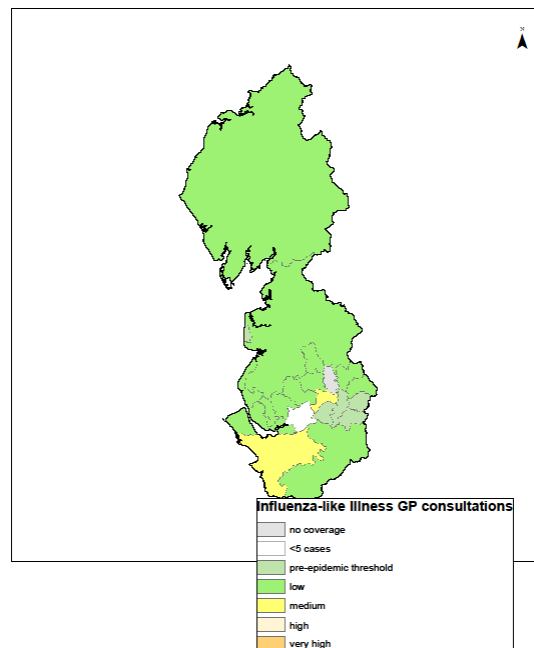 Influenza-like Illness GP consultations
no coverage
<5 cases
pre-epidemic threshold
low
medium
high
very high